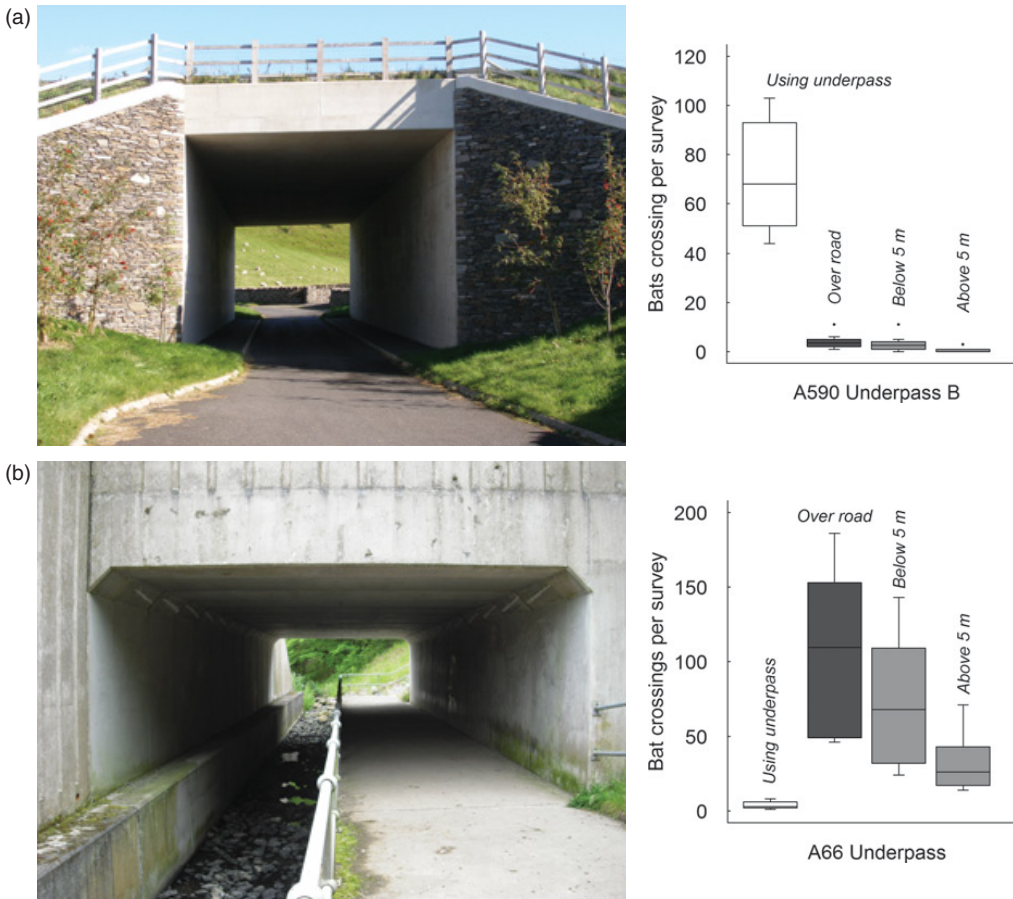 (a)
120
100
80
60
40
20
0
Bats crossing per survey
Using underpass
Over road
Below 5 m
Above 5 m
A590 Underpass B
(b)
200
150
100
50
0
Bat crossings per survey
Using underpass
Over road
Below 5 m
Above 5 m
A66 Underpass